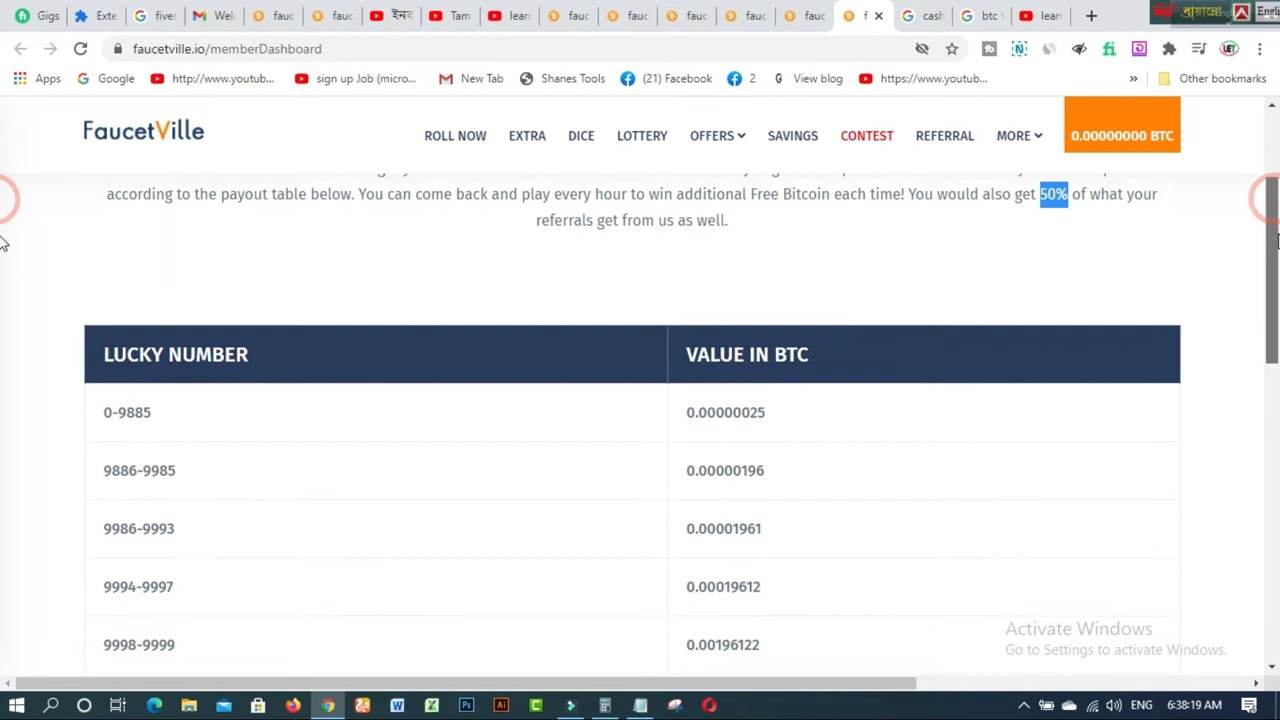 Gigs
Exte
fiver
Wel
fauc
fauc
ইনব
Tam
learn
fauc
fauc
fauc
fauc
fauc
f
cash
btc t
learn
বায়ান্নো
English
faucetville.io/memberDashboard
Apps
Google
http://www.youtub...
sign up Job (micro...
New Tab
Shanes Tools
(21) Facebook
2
View blog
https://www.youtub...
»
Other bookmarks
FaucetVille
ROLL NOW
EXTRA
DICE
LOTTERY
OFFERS
SAVINGS
CONTEST
REFERRAL
MORE
0.00000000 BTC
according to the payout table below. You can come back and play every hour to win additional Free Bitcoin each time! You would also get 50% of what your
referrals get from us as well.
LUCKY NUMBER VALUE IN BTC
0-9885 0.00000025
9886-9985 0.00000196
9986-9993 0.00001961
9994-9997 0.00019612
9998-9999 0.00196122
Activate Windows
Go to Settings to activate Windows.
ENG 6:38:19 AM